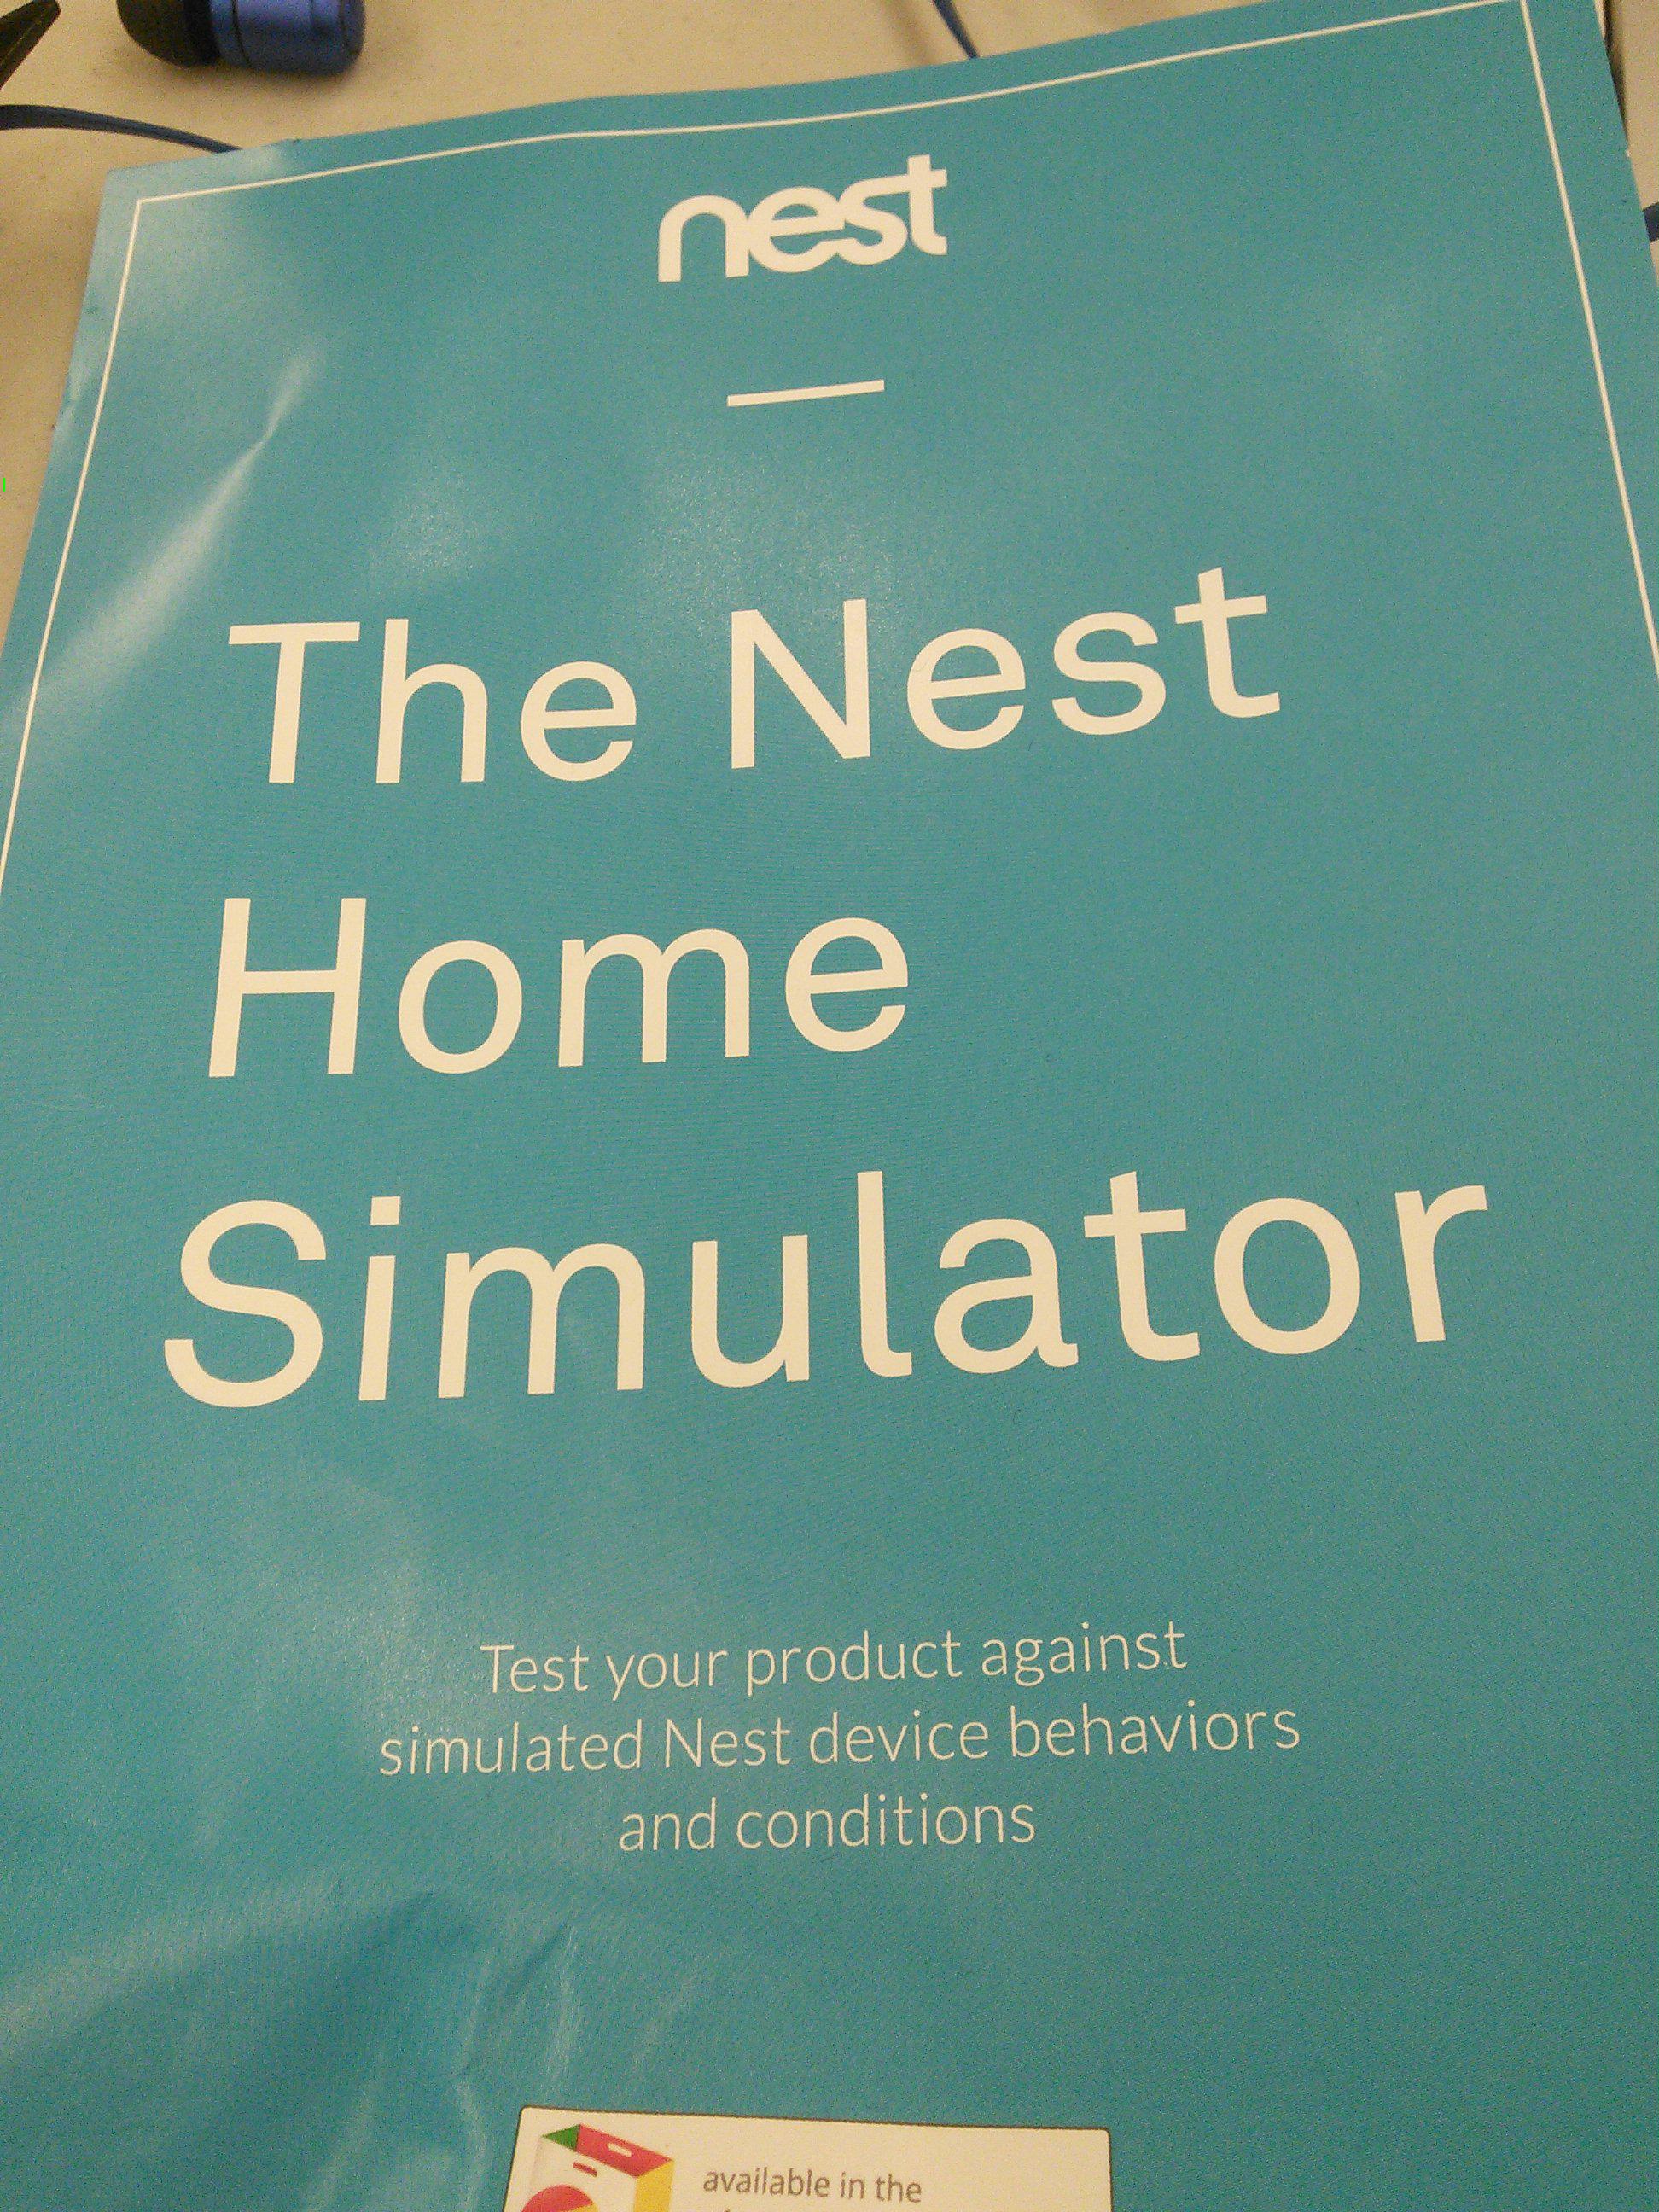 nest
The Nest
Home
Simulator
Test your product against
simulated Nest device behaviors
and conditions
available in the